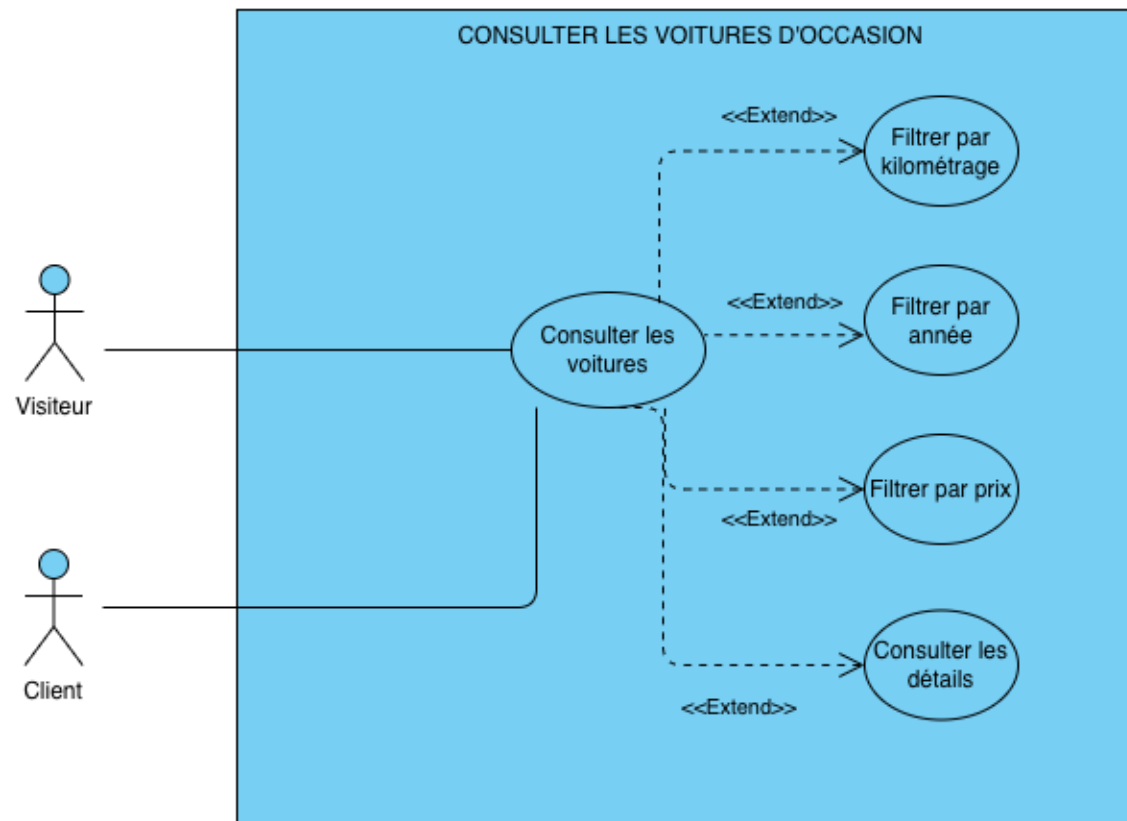 CONSULTER LES VOITURES D'OCCASION
<<Extend>>
Filtrer par
kilométrage
<<Extend>>
Filtrer par
année
Consulter les
voitures
Visiteur
Filtrer par prix
<<Extend>>
Consulter les
détails
<<Extend>>
Client